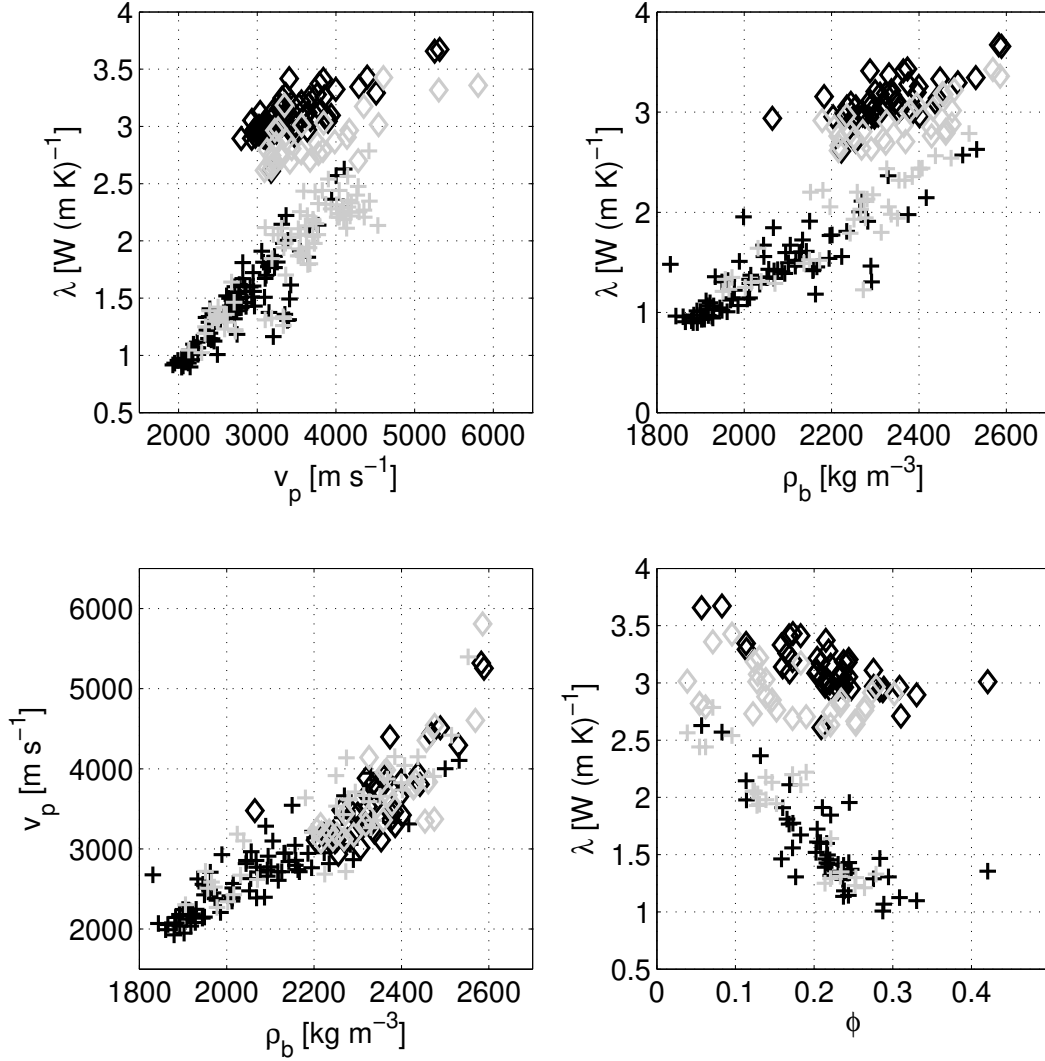 4
3.5
3
2.5
2
1.5
1
0.5
λ [W (m K)⁻¹]
2000 3000 4000 5000 6000
v_p [m s⁻¹]
4
3
2
1
0
λ [W (m K)⁻¹]
1800 2000 2200 2400 2600
ρ_b [kg m⁻³]
6000
5000
4000
3000
2000
v_p [m s⁻¹]
1800 2000 2200 2400 2600
ρ_b [kg m⁻³]
4
3.5
3
2.5
2
1.5
1
0.5
λ [W (m K)⁻¹]
0 0.1 0.2 0.3 0.4
ϕ